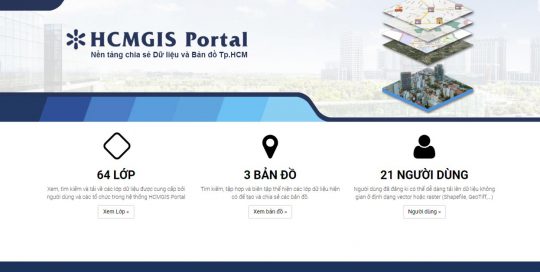 HCMGIS Portal
Nền tảng chia sẻ Dữ liệu và Bản đồ Tp.HCM
64 LỚP
Xem, tìm kiếm và tải về các lớp dữ liệu được cung cấp bởi
người dùng và các tổ chức trong hệ thống HCMGIS Portal
Xem Lớp »
3 BẢN ĐỒ
Tìm kiếm, tập hợp và biên tập thể hiện các lớp dữ liệu hiện
có để tạo và chia sẻ các bản đồ.
Xem bản đồ »
21 NGƯỜI DÙNG
Người dùng đã đăng kí có thể dễ dàng tải lên dữ liệu không
gian ở định dạng vector hoặc raster (Shapefile, GeoTiff,...)
Người dùng »